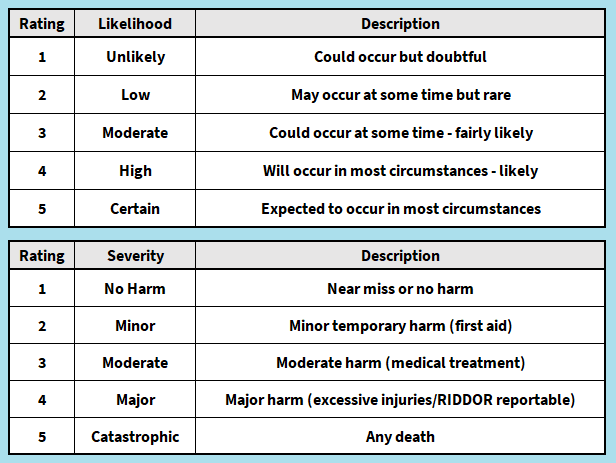 Rating Likelihood Description
1 Unlikely Could occur but doubtful
2 Low May occur at some time but rare
3 Moderate Could occur at some time - fairly likely
4 High Will occur in most circumstances - likely
5 Certain Expected to occur in most circumstances
Rating Severity Description
1 No Harm Near miss or no harm
2 Minor Minor temporary harm (first aid)
3 Moderate Moderate harm (medical treatment)
4 Major Major harm (excessive injuries/RIDDOR reportable)
5 Catastrophic Any death